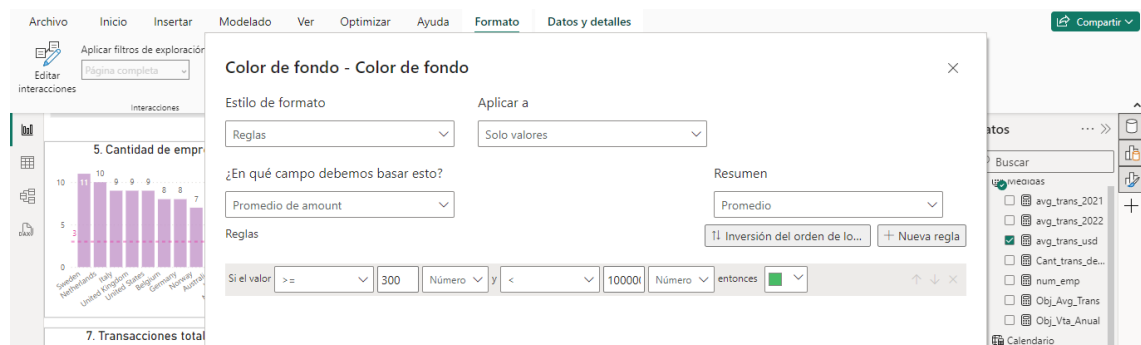 Archivo Inicio Insertar Modelado Ver Optimizar Ayuda Formato Datos y detalles Compartir
Editar interacciones
Aplicar filtros de exploración
Página completa
Interacciones
Color de fondo - Color de fondo
Estilo de formato Aplicar a
Reglas Solo valores
¿En qué campo debemos basar esto? Resumen
Promedio de amount Promedio
Reglas Inversión del orden de lo... + Nueva regla
Si el valor >= 300 Número y < 100000 Número entonces
5. Cantidad de empr
10 5 0
11 10 9 9 9 8 8 7
3
Sweden Netherlands Italy United Kingdom United States Belgium Germany Norway Austral
7. Transacciones total
atos
Buscar
Medidas
avg_trans_2021
avg_trans_2022
avg_trans_usd
Cant_trans_de...
num_emp
Obj_Avg_Trans
Obj_Vta_Anual
Calendario
DAX